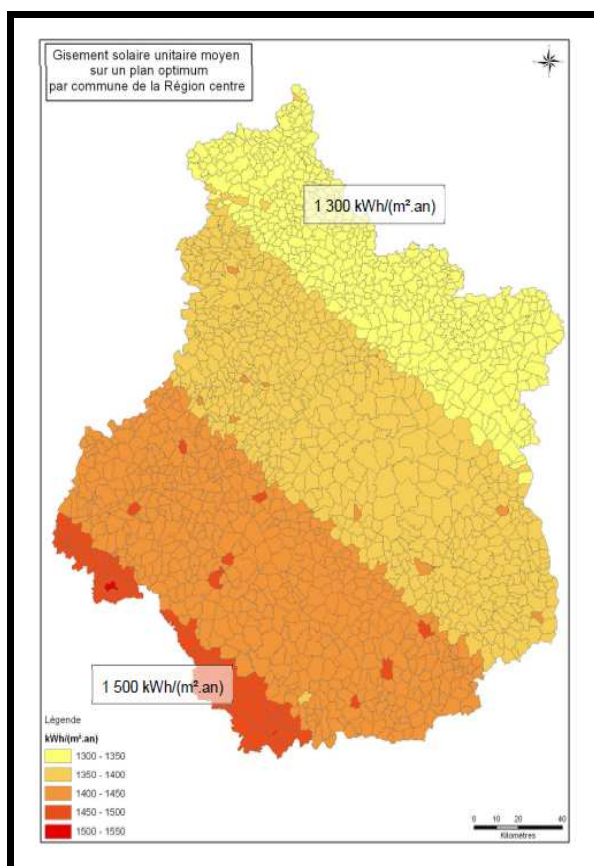 Gisement solaire unitaire moyen
sur un plan optimum
par commune de la Région centre
1 300 kWh/(m².an)
1 500 kWh/(m².an)
Légende
kWh/(m².an)
1300 - 1350
1350 - 1400
1400 - 1450
1450 - 1500
1500 - 1550
0 10 20 40
Kilomètres